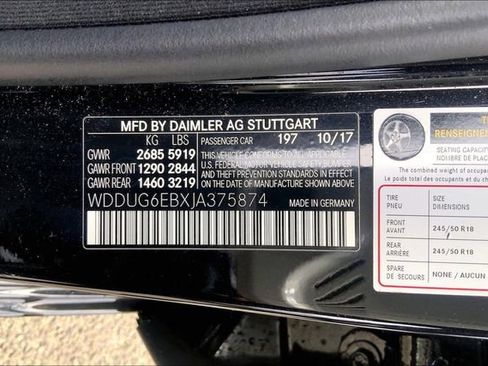 MFD BY DAIMLER AG STUTTGART
KG LBS PASSENGER CAR 197 10/17
GVWR 2685 5919 THIS VEHICLE CONFORMS TO ALL APPLICABLE
GAWR FRONT 1290 2844 U.S. FEDERAL MOTOR VEHICLE SAFETY BUMPER
GAWR REAR 1460 3219 AND THEFT PREVENTION STANDARDS IN EFFECT
ON THE DATE OF MANUFACTURE SHOWN ABOVE.
WDDUG6EBXJA375874 MADE IN GERMANY
RENSEIGNEMEN
SEATING CAPACITY
NOMBRE DE PLACE
The combined weight of occupan
Le poids total des occupants et du
TIRE SIZE
PNEU DIMENSIONS
FRONT 245/50 R18
AVANT
REAR 245/50 R18
ARRIÈRE
SPARE NONE / AUCUN
DE SECOURS